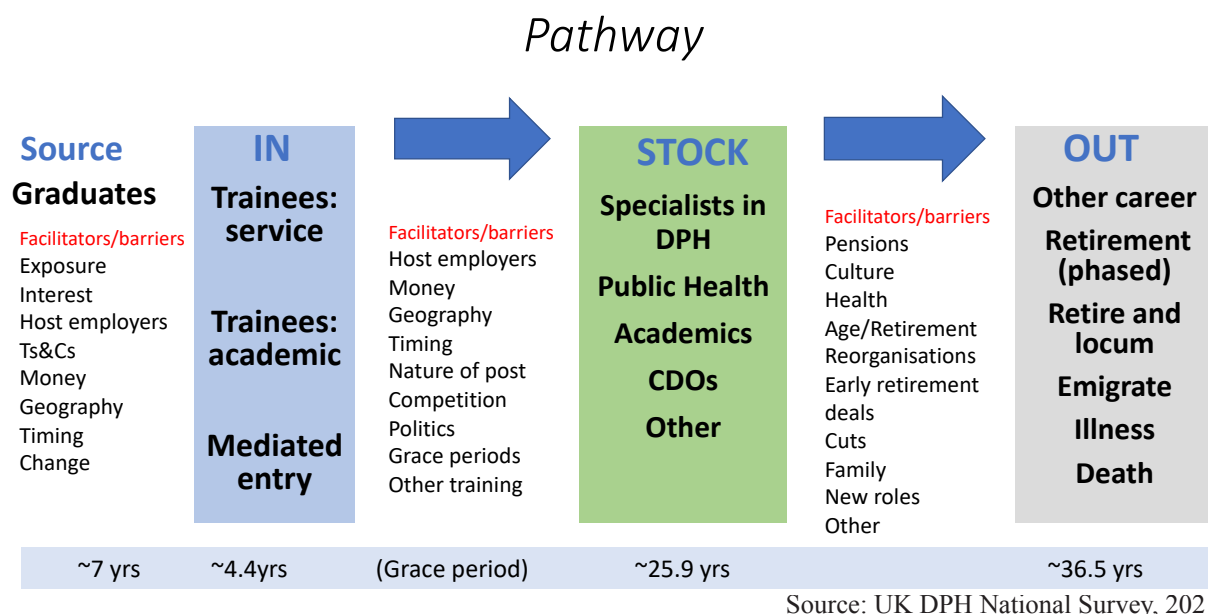 Pathway
Source
Graduates
Facilitators/barriers
Exposure
Interest
Host employers
Ts&Cs
Money
Geography
Timing
Change
IN
Trainees:
service
Trainees:
academic
Mediated
entry
Facilitators/barriers
Host employers
Money
Geography
Timing
Nature of post
Competition
Politics
Grace periods
Other training
STOCK
Specialists in
DPH
Public Health
Academics
CDOs
Other
Facilitators/barriers
Pensions
Culture
Health
Age/Retirement
Reorganisations
Early retirement
deals
Cuts
Family
New roles
Other
OUT
Other career
Retirement
(phased)
Retire and
locum
Emigrate
Illness
Death
~7 yrs
~4.4yrs
(Grace period)
~25.9 yrs
~36.5 yrs
Source: UK DPH National Survey, 202